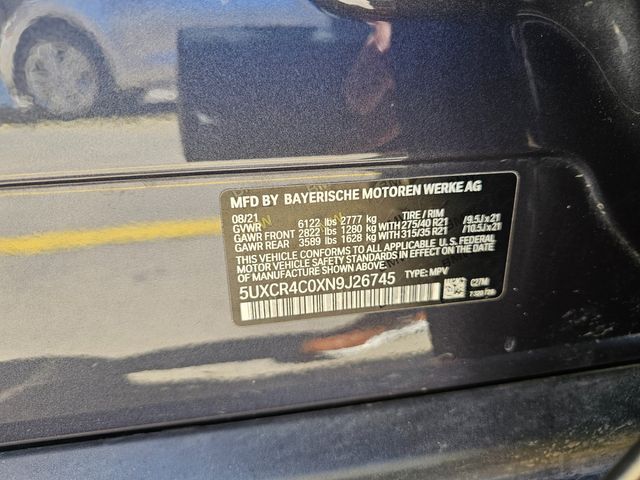 MFD BY BAYERISCHE MOTOREN WERKE AG
08/21 TIRE / RIM
GVWR 6122 lbs 2777 kg
GAWR FRONT 2822 lbs 1280 kg WITH 275/40 R21 /9.5Jx21
GAWR REAR 3589 lbs 1628 kg WITH 315/35 R21 /10.5Jx21
THIS VEHICLE CONFORMS TO ALL APPLICABLE U.S. FEDERAL
MOTOR VEHICLE SAFETY STANDARDS IN EFFECT ON THE DATE
OF MANUFACTURE SHOWN ABOVE.
5UXCR4C0XN9J26745 TYPE: MPV
C27M